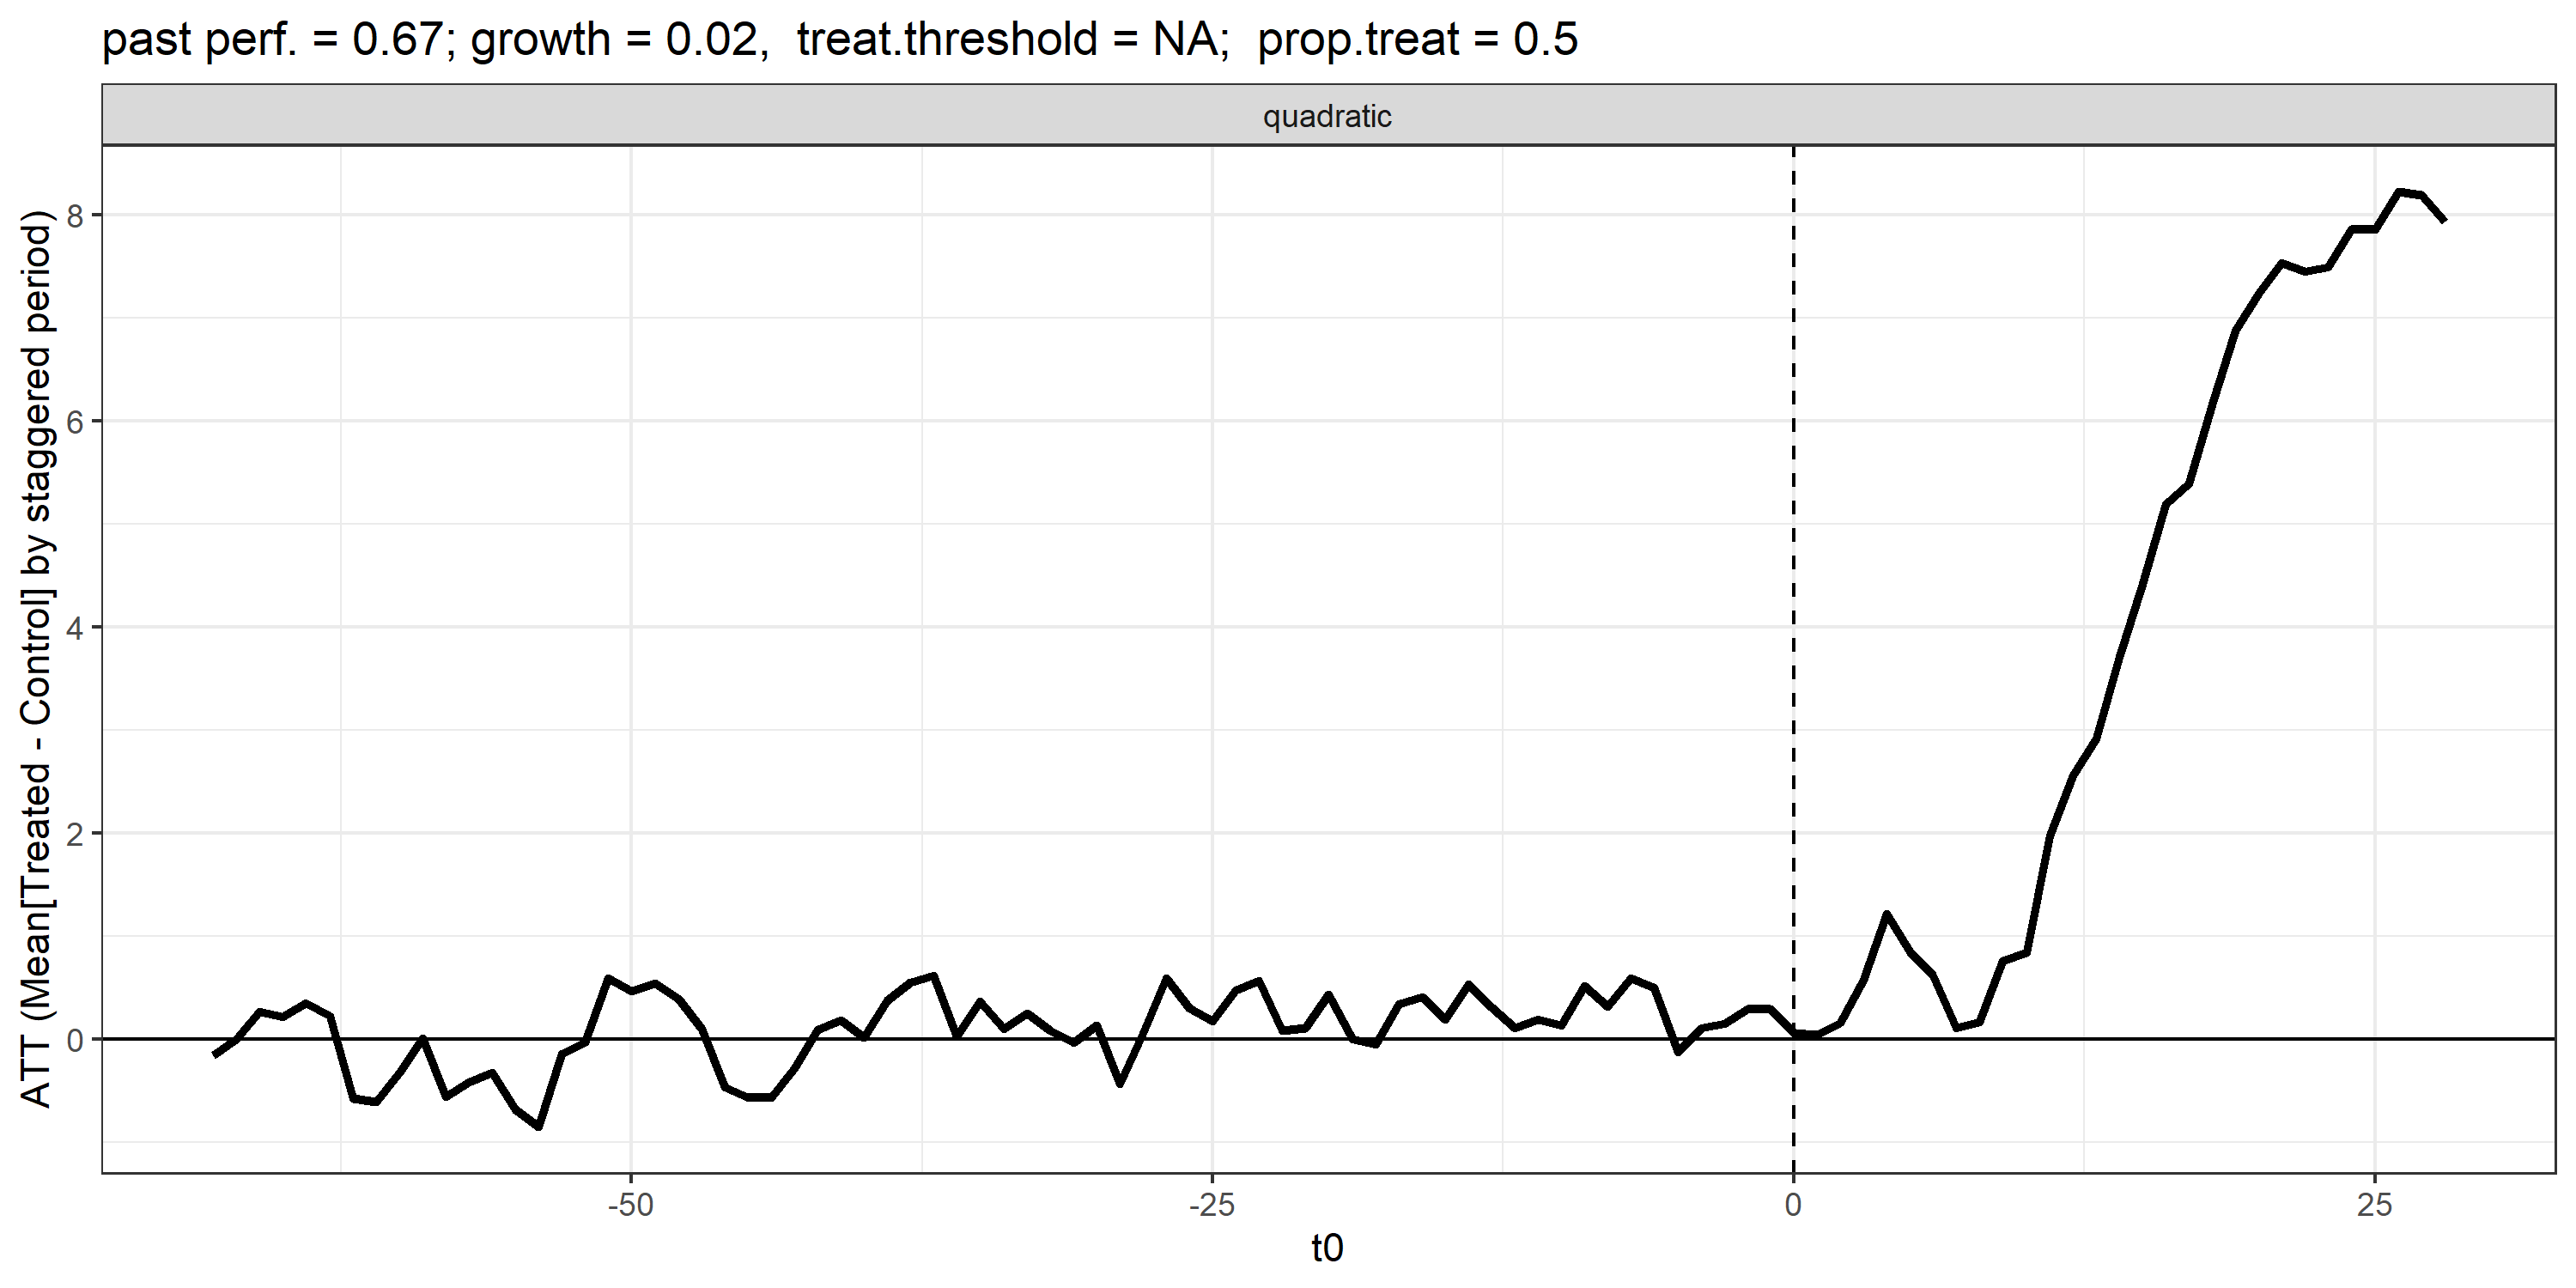 past perf. = 0.67; growth = 0.02,  treat.threshold = NA;  prop.treat = 0.5
quadratic
ATT (Mean[Treated - Control] by staggered period)
8
6
4
2
0
-50
-25
0
25
t0